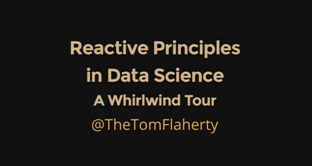 Reactive Principles
in Data Science
A Whirlwind Tour
@TheTomFlaherty